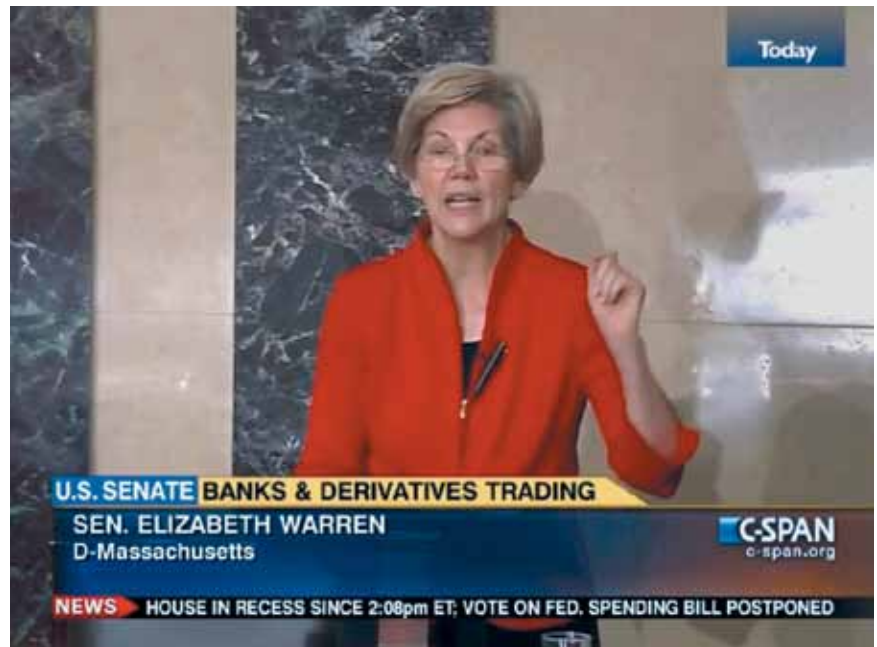 Today
U.S. SENATE BANKS & DERIVATIVES TRADING
SEN. ELIZABETH WARREN
D-Massachusetts
C-SPAN
c-span.org
NEWS HOUSE IN RECESS SINCE 2:08pm ET; VOTE ON FED. SPENDING BILL POSTPONED